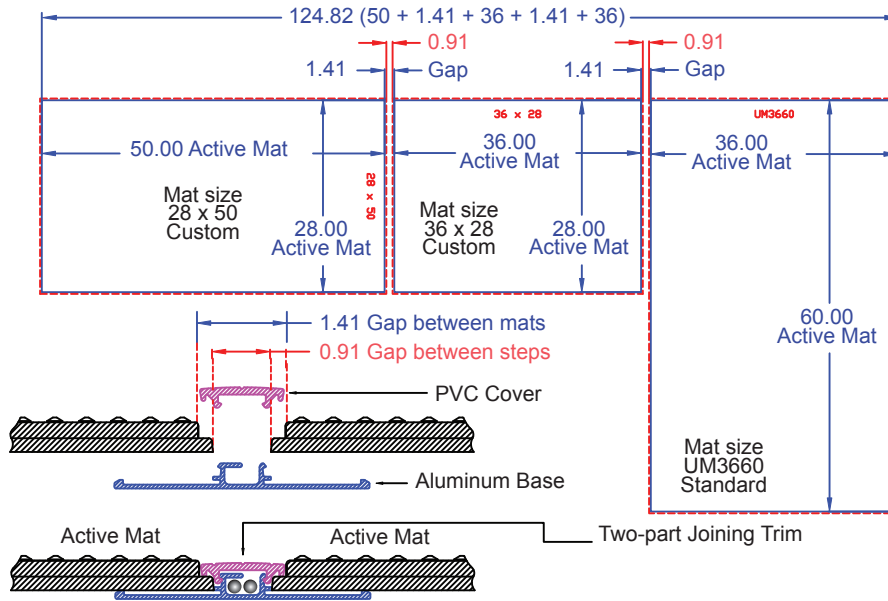 124.82 (50 + 1.41 + 36 + 1.41 + 36)
0.91
0.91
1.41
Gap
1.41
Gap
36 x 28
UM3660
50.00 Active Mat
36.00
Active Mat
36.00
Active Mat
Mat size
28 x 50
Custom
28 x 50
28.00
Active Mat
Mat size
36 x 28
Custom
28.00
Active Mat
60.00
Active Mat
1.41 Gap between mats
0.91 Gap between steps
PVC Cover
Mat size
UM3660
Standard
Aluminum Base
Active Mat
Active Mat
Two-part Joining Trim